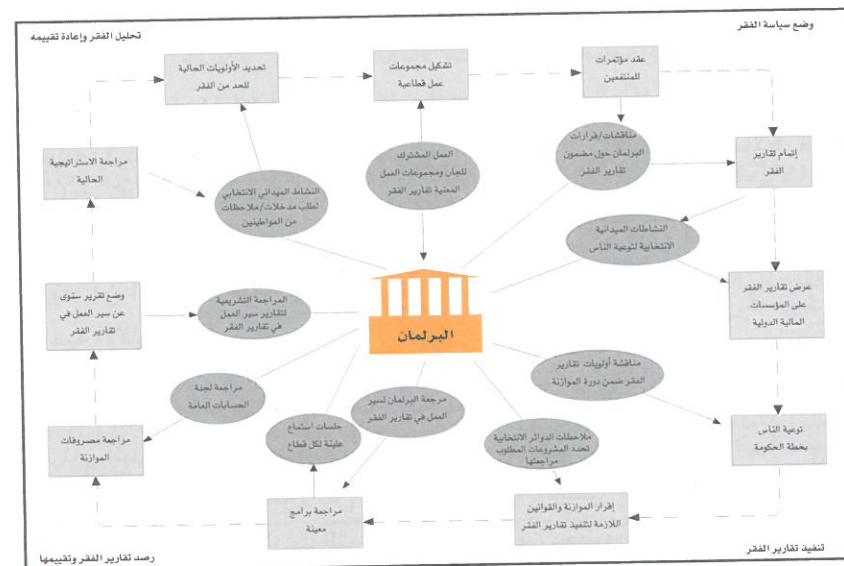 وضع سياسة الفقر
تحليل الفقر وإعادة تقييمه
عقد مؤتمرات
للمنتفعين
تشكيل مجموعات
عمل قطاعية
تحديد الأولويات الحالية
للحد من الفقر
مناقشات/قرارات
البرلمان حول مضمون
تقارير الفقر
العمل المشترك
للجان ومجموعات العمل
المعنية تقارير الفقر
إتمام تقارير
الفقر
مراجعة الاستراتيجية
الحالية
النشاط الميداني الانتخابي
لطلب مدخلات/ملاحظات
من المواطنين
النشاطات الميدانية
الانتخابية لتوعية الناس
عرض تقارير الفقر
على المؤسسات
المالية الدولية
البرلمان
المراجعة التشريعية
لتقارير سير العمل
في تقارير الفقر
وضع تقرير سنوى
عن سير العمل في
تقارير الفقر
مناقشة أولويات تقارير
الفقر ضمن دورة الموازنة
مراجعة لجنة
الحسابات العامة
توعية الناس
بخطة الحكومة
ملاحظات الدوائر الانتخابية
تحدد المشروعات المطلوب
مراجعتها
مرجعة البرلمان لسير
العمل في تقارير الفقر
جلسات استماع
علنية لكل قطاع
مراجعة مصروفات
الموازنة
إقرار الموازنة والقوانين
اللازمة لتنفيذ تقارير الفقر
مراجعة برامج
معينة
تنفيذ تقارير الفقر
رصد تقارير الفقر وتقييمها